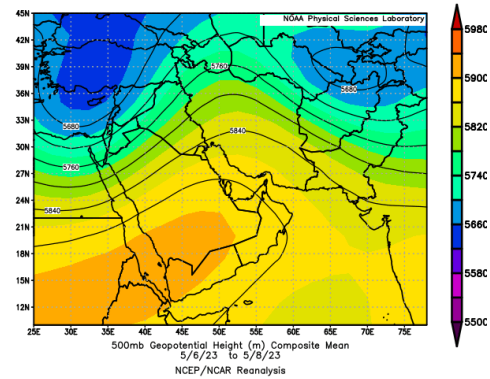 NOAA Physical Sciences Laboratory
45N
42N
39N
36N
33N
30N
27N
24N
21N
18N
15N
12N
5760
5680
5680
5840
5760
5840
25E 30E 35E 40E 45E 50E 55E 60E 65E 70E 75E
5980
5900
5820
5740
5660
5580
5500
500mb Geopotential Height (m) Composite Mean
5/6/23 to 5/8/23
NCEP/NCAR Reanalysis